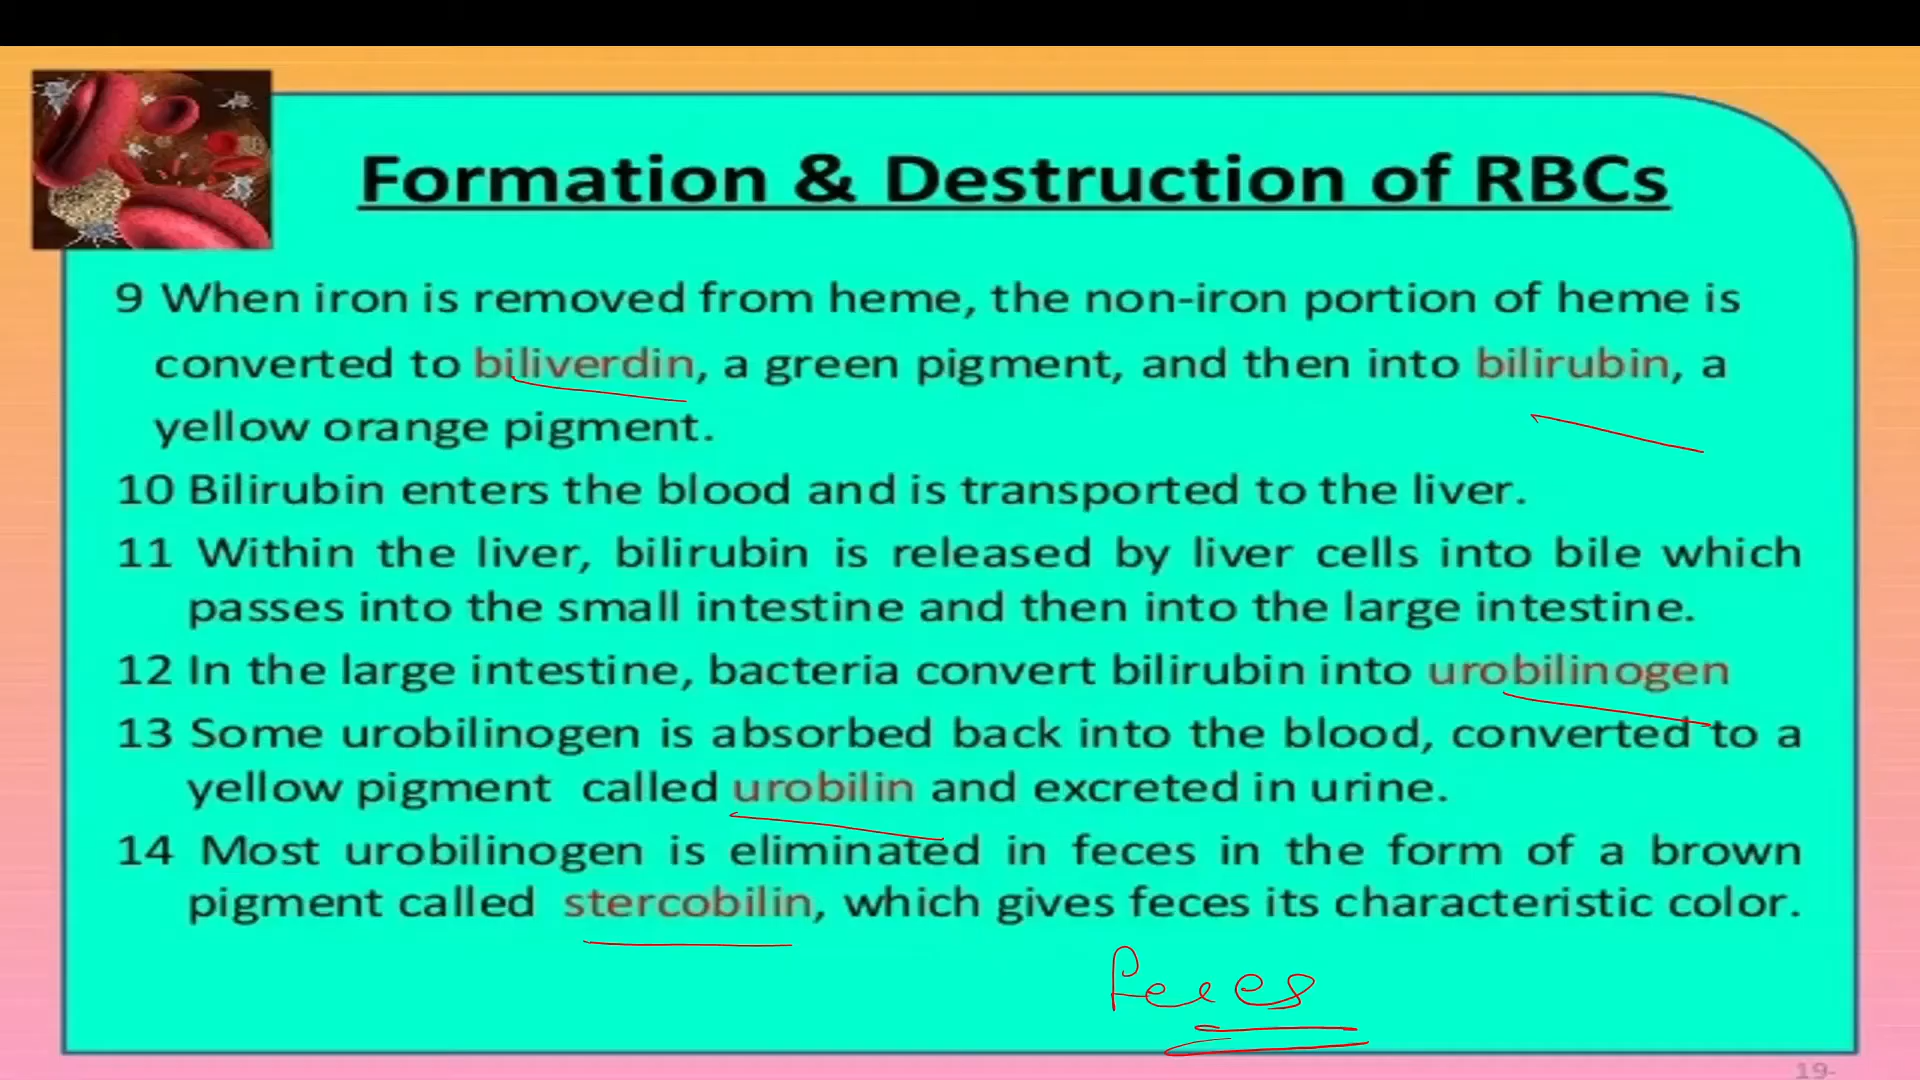 Formation & Destruction of RBCs
9 When iron is removed from heme, the non-iron portion of heme is
converted to biliverdin, a green pigment, and then into bilirubin, a
yellow orange pigment.
10 Bilirubin enters the blood and is transported to the liver.
11 Within the liver, bilirubin is released by liver cells into bile which
passes into the small intestine and then into the large intestine.
12 In the large intestine, bacteria convert bilirubin into urobilinogen
13 Some urobilinogen is absorbed back into the blood, converted to a
yellow pigment called urobilin and excreted in urine.
14 Most urobilinogen is eliminated in feces in the form of a brown
pigment called stercobilin, which gives feces its characteristic color.
feces
19-